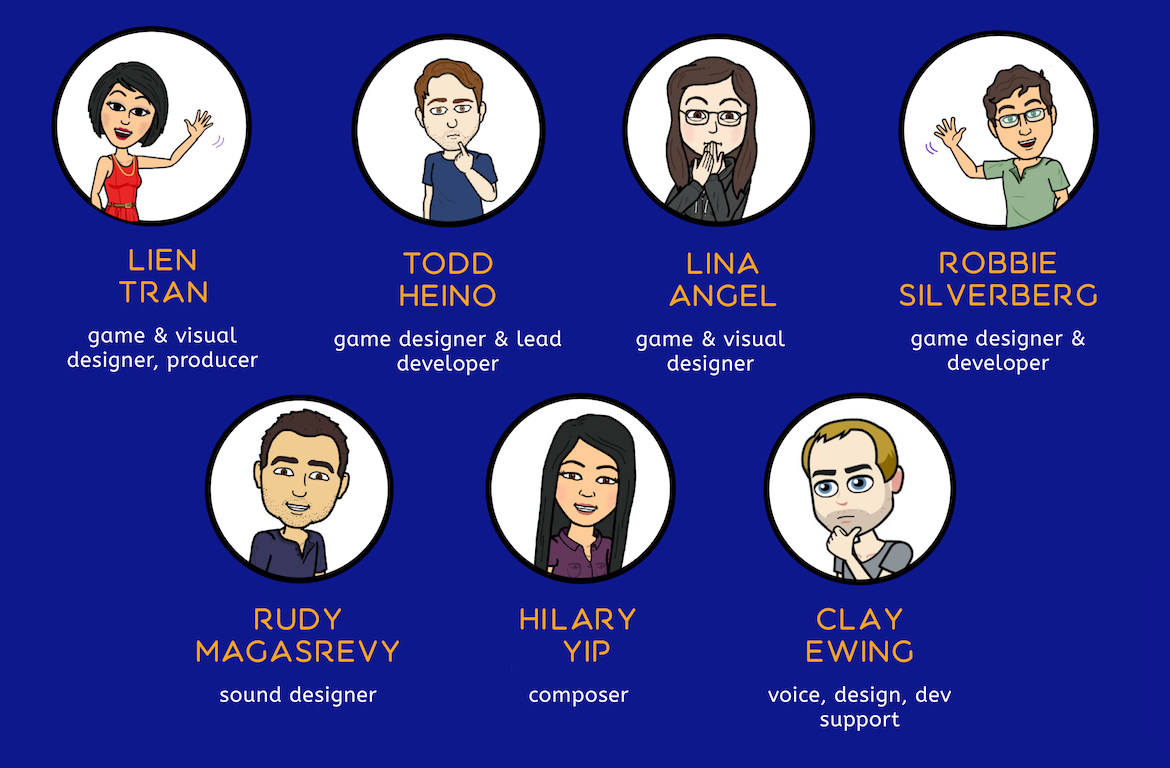 LIEN
TRAN
game & visual
designer, producer
TODD
HEINO
game designer & lead
developer
LINA
ANGEL
game & visual
designer
ROBBIE
SILVERBERG
game designer &
developer
RUDY
MAGASREVY
sound designer
HILARY
YIP
composer
CLAY
EWING
voice, design, dev
support